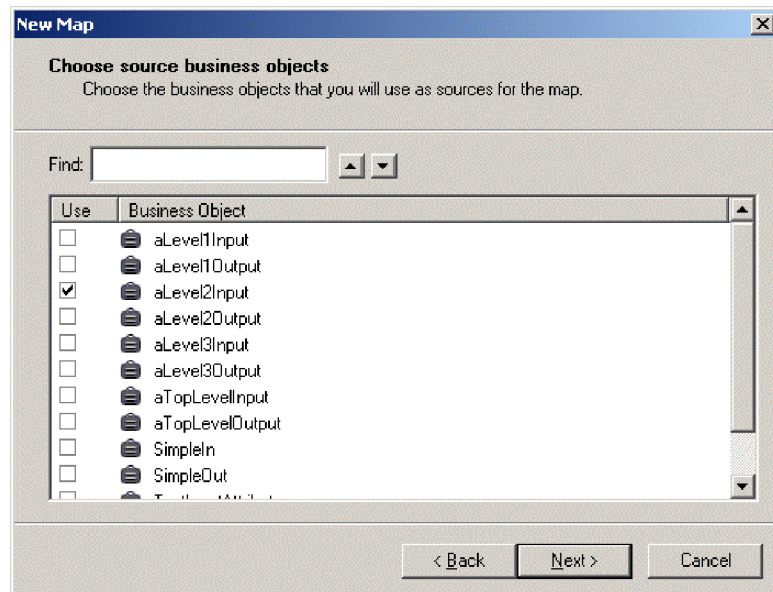 New Map
Choose source business objects
Choose the business objects that you will use as sources for the map.
Find:
Use Business Object
aLevel1Input
aLevel1Output
aLevel2Input
aLevel2Output
aLevel3Input
aLevel3Output
aTopLevelInput
aTopLevelOutput
SimpleIn
SimpleOut
< Back Next > Cancel